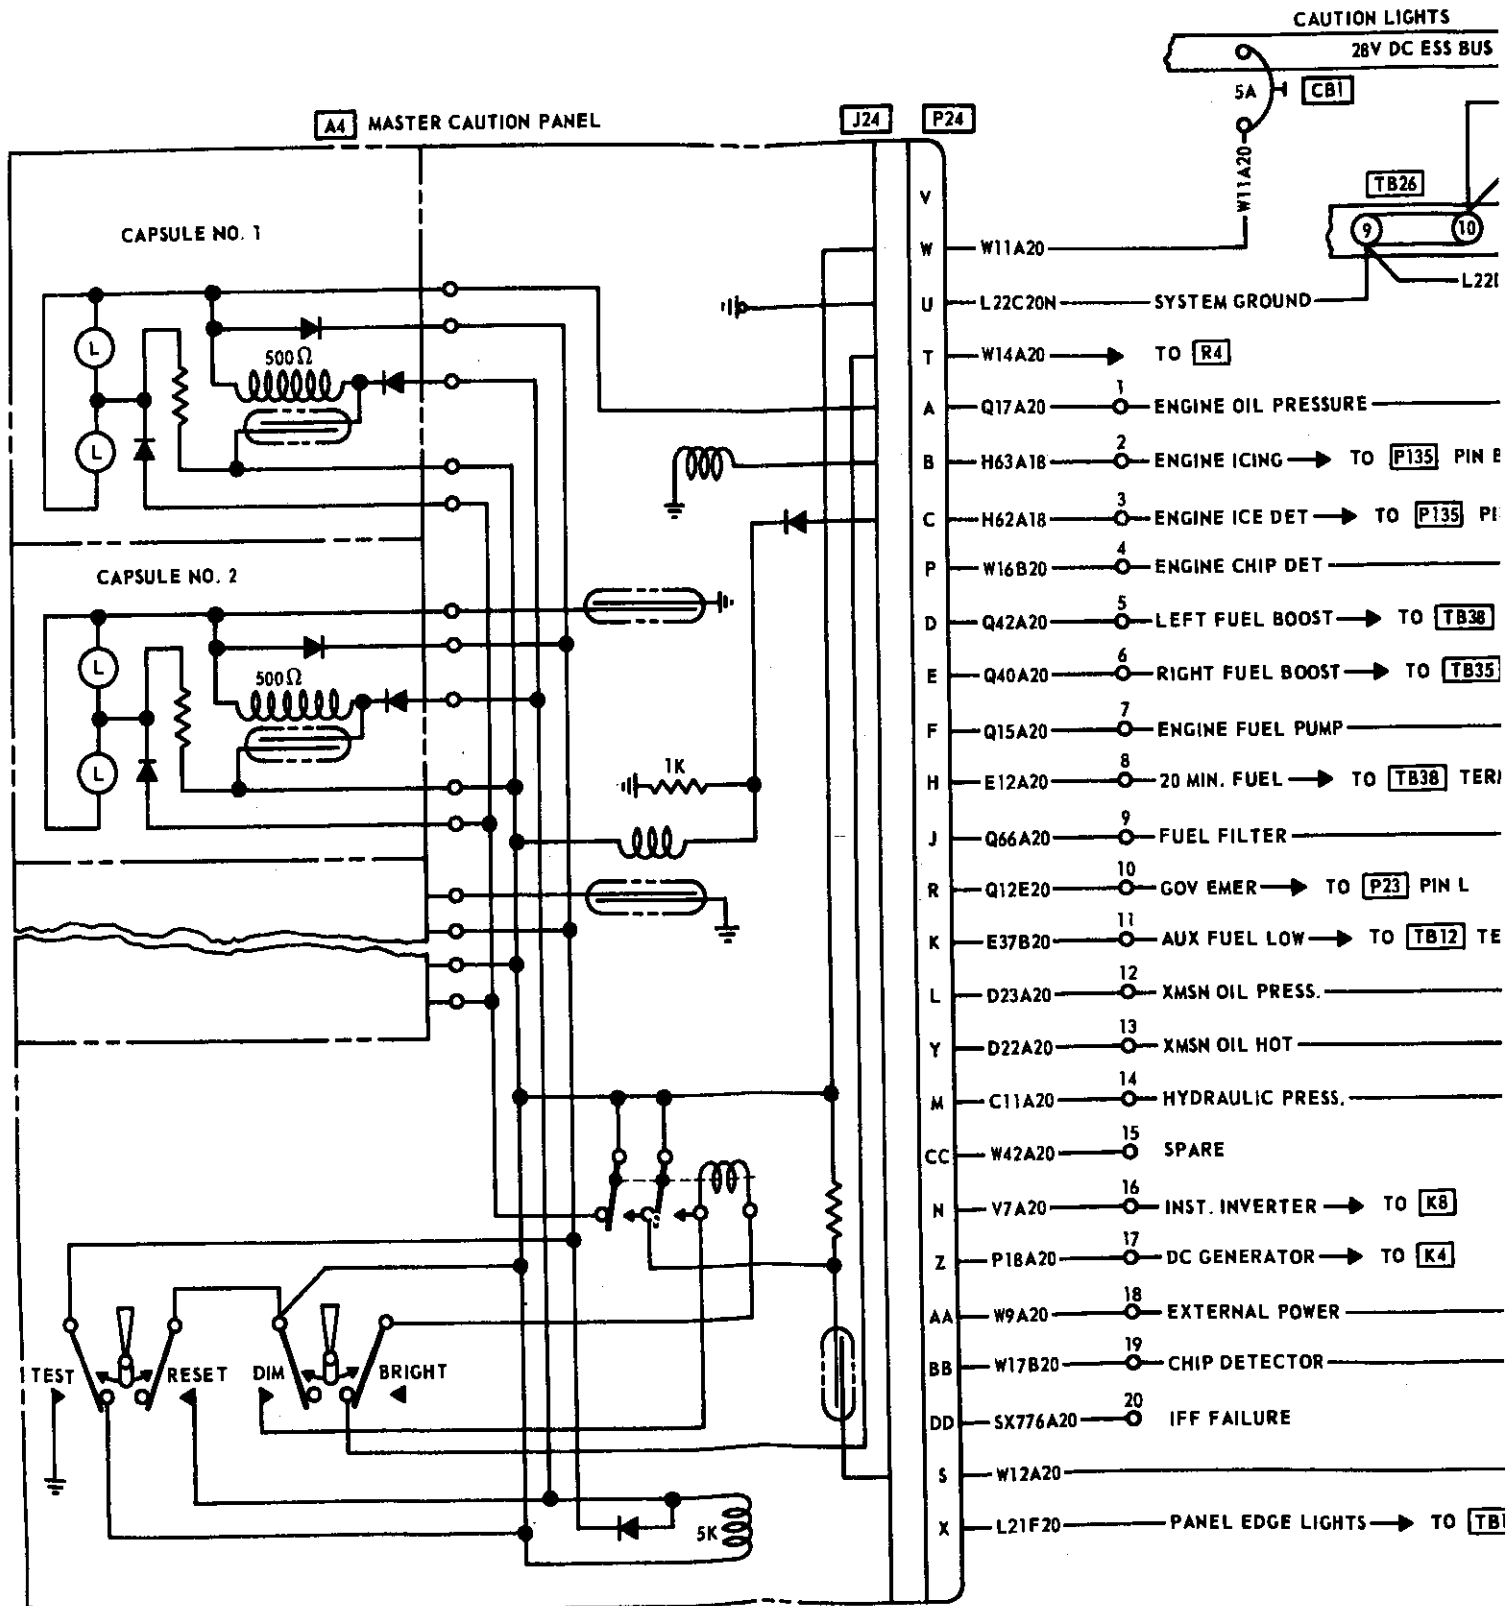 CAUTION LIGHTS
28V DC ESS BUS
5A
CB1
A4 MASTER CAUTION PANEL
J24
P24
W11A20
TB26
9
10
V
CAPSULE NO. 1
W W11A20
L22
U L22C20N SYSTEM GROUND
L
500Ω
T W14A20 TO R4
A Q17A20 1 ENGINE OIL PRESSURE
L
B H63A18 2 ENGINE ICING TO P135 PIN
C H62A18 3 ENGINE ICE DET TO P135
CAPSULE NO. 2
P W16B20 4 ENGINE CHIP DET
D Q42A20 5 LEFT FUEL BOOST TO TB38
L
500Ω
E Q40A20 6 RIGHT FUEL BOOST TO TB35
F Q15A20 7 ENGINE FUEL PUMP
L
1K
H E12A20 8 20 MIN. FUEL TO TB38
J Q66A20 9 FUEL FILTER
R Q12E20 10 GOV EMER TO P23 PIN L
K E37B20 11 AUX FUEL LOW TO TB12
L D23A20 12 XMSN OIL PRESS.
Y D22A20 13 XMSN OIL HOT
M C11A20 14 HYDRAULIC PRESS.
CC W42A20 15 SPARE
N V7A20 16 INST. INVERTER TO K8
Z P18A20 17 DC GENERATOR TO K4
AA W9A20 18 EXTERNAL POWER
TEST RESET DIM BRIGHT
BB W17B20 19 CHIP DETECTOR
DD SX776A20 20 IFF FAILURE
S W12A20
5K
X L21F20 PANEL EDGE LIGHTS TO